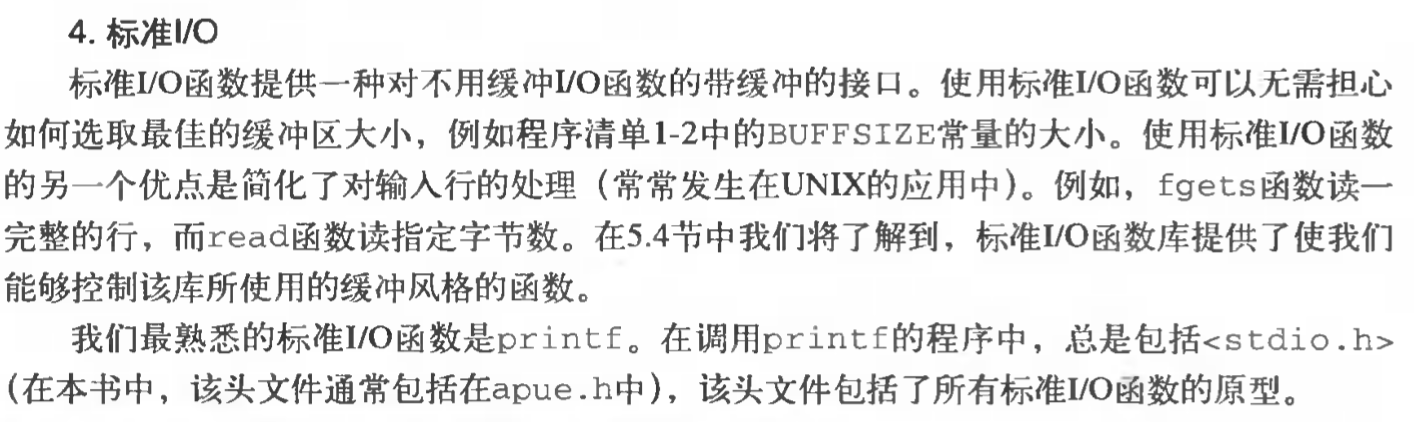 4. 标准I/O
标准I/O函数提供一种对不用缓冲I/O函数的带缓冲的接口。使用标准I/O函数可以无需担心
如何选取最佳的缓冲区大小，例如程序清单1-2中的BUFFSIZE常量的大小。使用标准I/O函数
的另一个优点是简化了对输入行的处理（常常发生在UNIX的应用中）。例如，fgets函数读一
完整的行，而read函数读指定字节数。在5.4节中我们将了解到，标准I/O函数库提供了使我们
能够控制该库所使用的缓冲风格的函数。
我们最熟悉的标准I/O函数是printf。在调用printf的程序中，总是包括<stdio.h>
(在本书中，该头文件通常包括在apue.h中)，该头文件包括了所有标准I/O函数的原型。